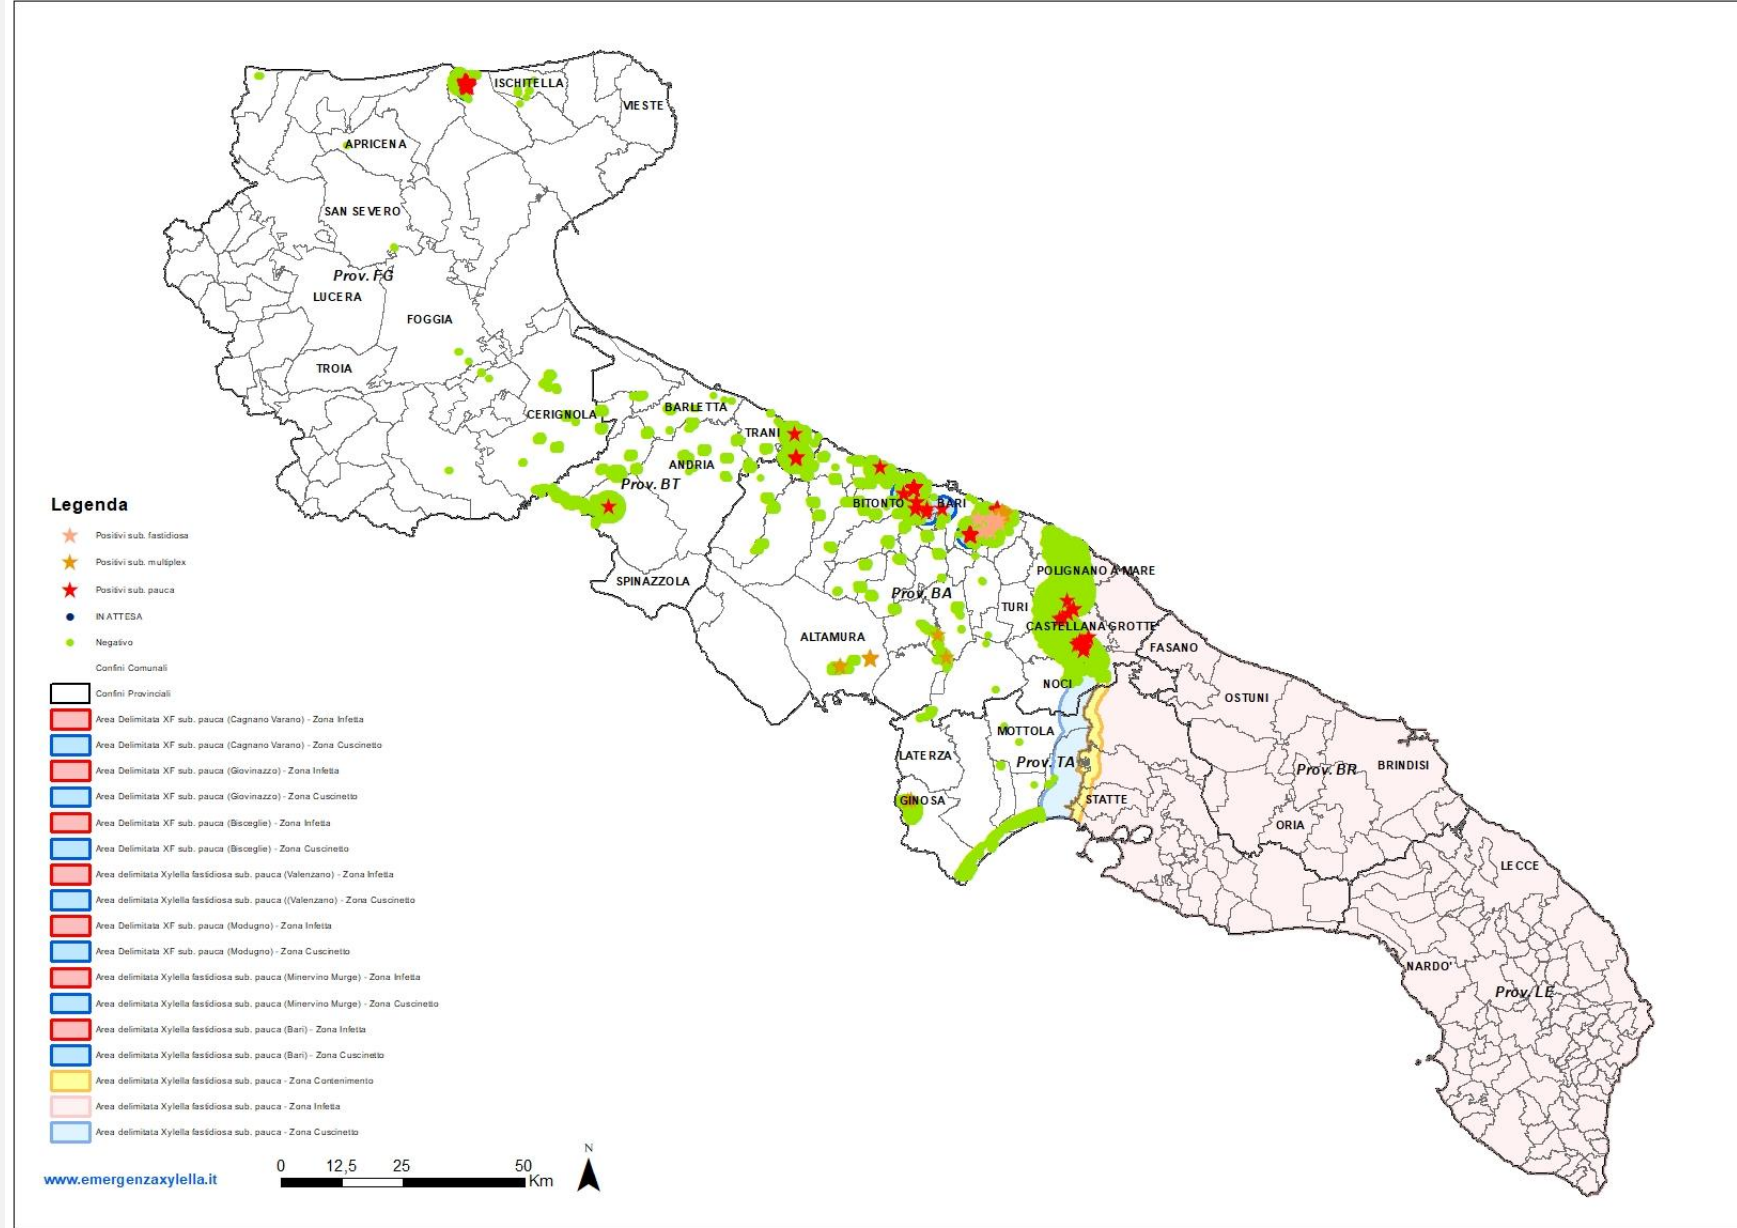 ISCHITELLA
VIESTE
APRICENA
SAN SEVERO
Prov. FG
LUCERA
FOGGIA
TROIA
CERIGNOLA
BARLETTA
TRANI
ANDRIA
Prov. BT
BITONTO
BARI
SPINAZZOLA
POLIGNANO A MARE
Prov. BA
TURI
CASTELLANA GROTTE
ALTAMURA
FASANO
NOCI
OSTUNI
MOTTOLA
LATERZA
Prov. TA
Prov. BR
BRINDISI
GINOSA
STATTE
ORIA
LECCE
NARDO'
Prov. LE
Legenda
Positivi sub. fastidiosa
Positivi sub. multiplex
Positivi sub. pauca
IN ATTESA
Negativo
Confini Comunali
Confini Provinciali
Area Delimitata XF sub. pauca (Cagnano Varano) - Zona Infetta
Area Delimitata XF sub. pauca (Cagnano Varano) - Zona Cuscinetto
Area Delimitata XF sub. pauca (Giovinazzo) - Zona Infetta
Area Delimitata XF sub. pauca (Giovinazzo) - Zona Cuscinetto
Area Delimitata XF sub. pauca (Bisceglie) - Zona Infetta
Area Delimitata XF sub. pauca (Bisceglie) - Zona Cuscinetto
Area delimitata Xylella fastidiosa sub. pauca (Valenzano) - Zona Infetta
Area delimitata Xylella fastidiosa sub. pauca ((Valenzano) - Zona Cuscinetto
Area Delimitata XF sub. pauca (Modugno) - Zona Infetta
Area Delimitata XF sub. pauca (Modugno) - Zona Cuscinetto
Area delimitata Xylella fastidiosa sub. pauca (Minervino Murge) - Zona Infetta
Area delimitata Xylella fastidiosa sub. pauca (Minervino Murge) - Zona Cuscinetto
Area delimitata Xylella fastidiosa sub. pauca (Bari) - Zona Infetta
Area delimitata Xylella fastidiosa sub. pauca (Bari) - Zona Cuscinetto
Area delimitata Xylella fastidiosa sub. pauca - Zona Contenimento
Area delimitata Xylella fastidiosa sub. pauca - Zona Infetta
Area delimitata Xylella fastidiosa sub. pauca - Zona Cuscinetto
www.emergenzaxylella.it
0 12,5 25 50
Km
N